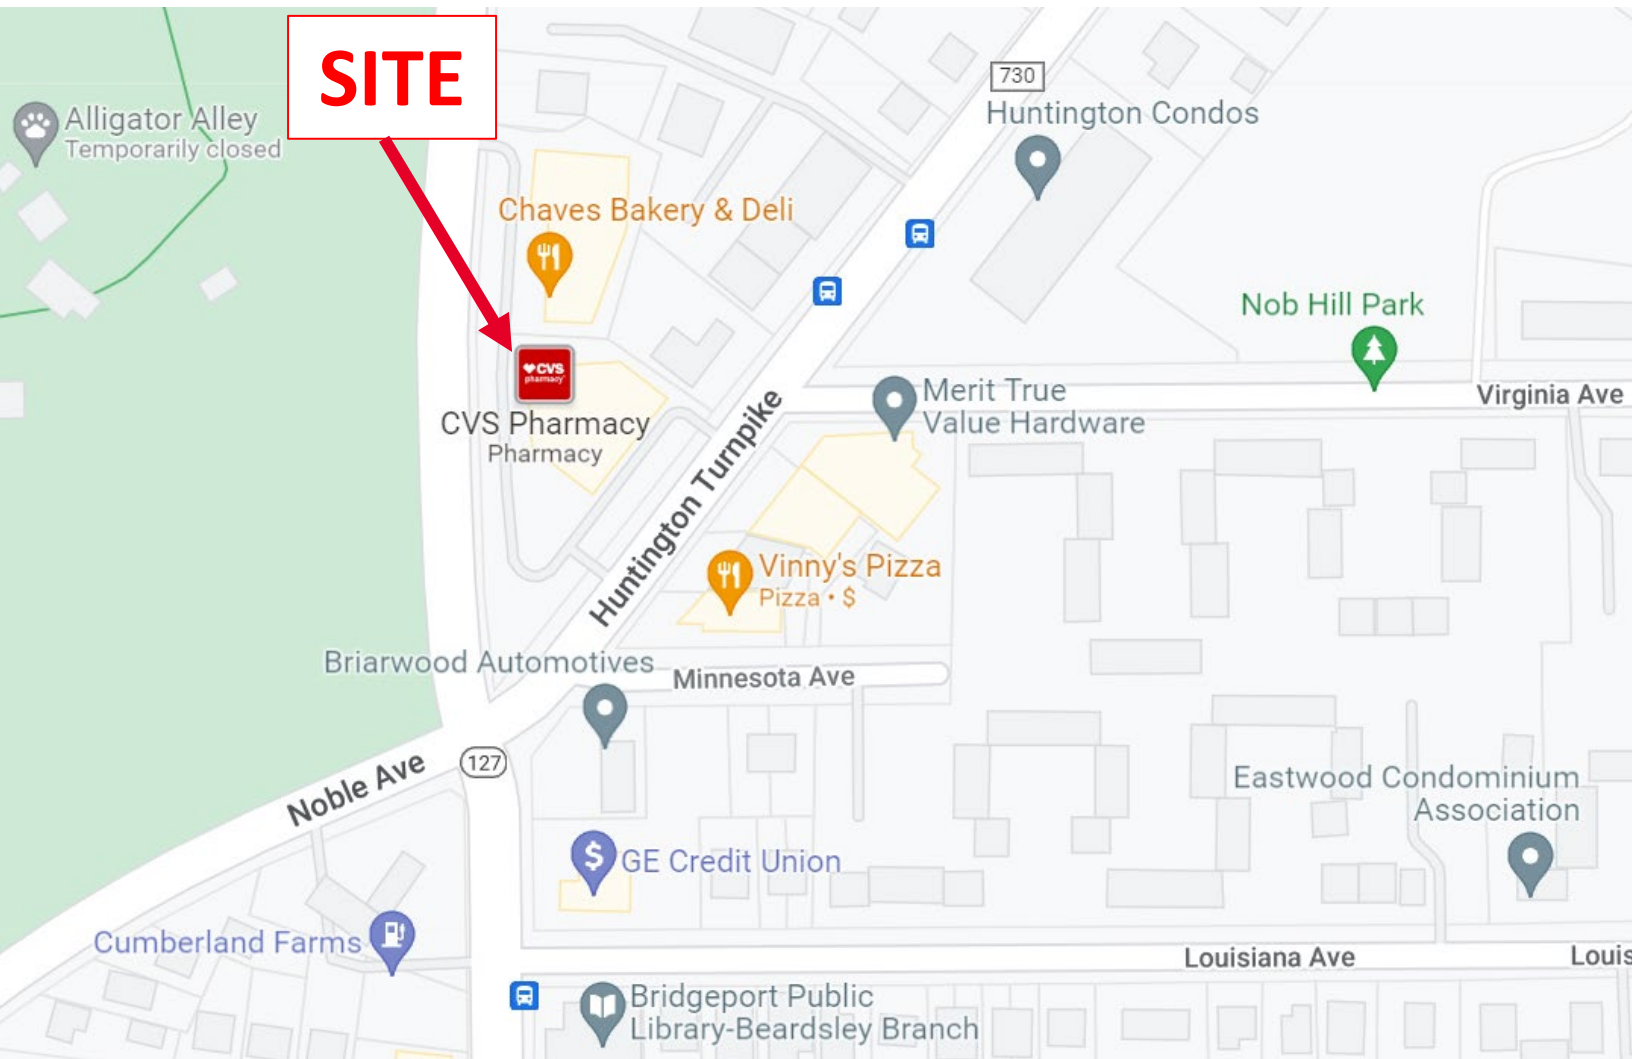 SITE
730
Huntington Condos
Alligator Alley
Temporarily closed
Chaves Bakery & Deli
Nob Hill Park
CVS
pharmacy
Virginia Ave
Merit True
Value Hardware
CVS Pharmacy
Pharmacy
Huntington Turnpike
Vinny's Pizza
Pizza • $
Briarwood Automotives
Minnesota Ave
127
Noble Ave
Eastwood Condominium
Association
$
GE Credit Union
Cumberland Farms
Louisiana Ave
Louis
Bridgeport Public
Library-Beardsley Branch